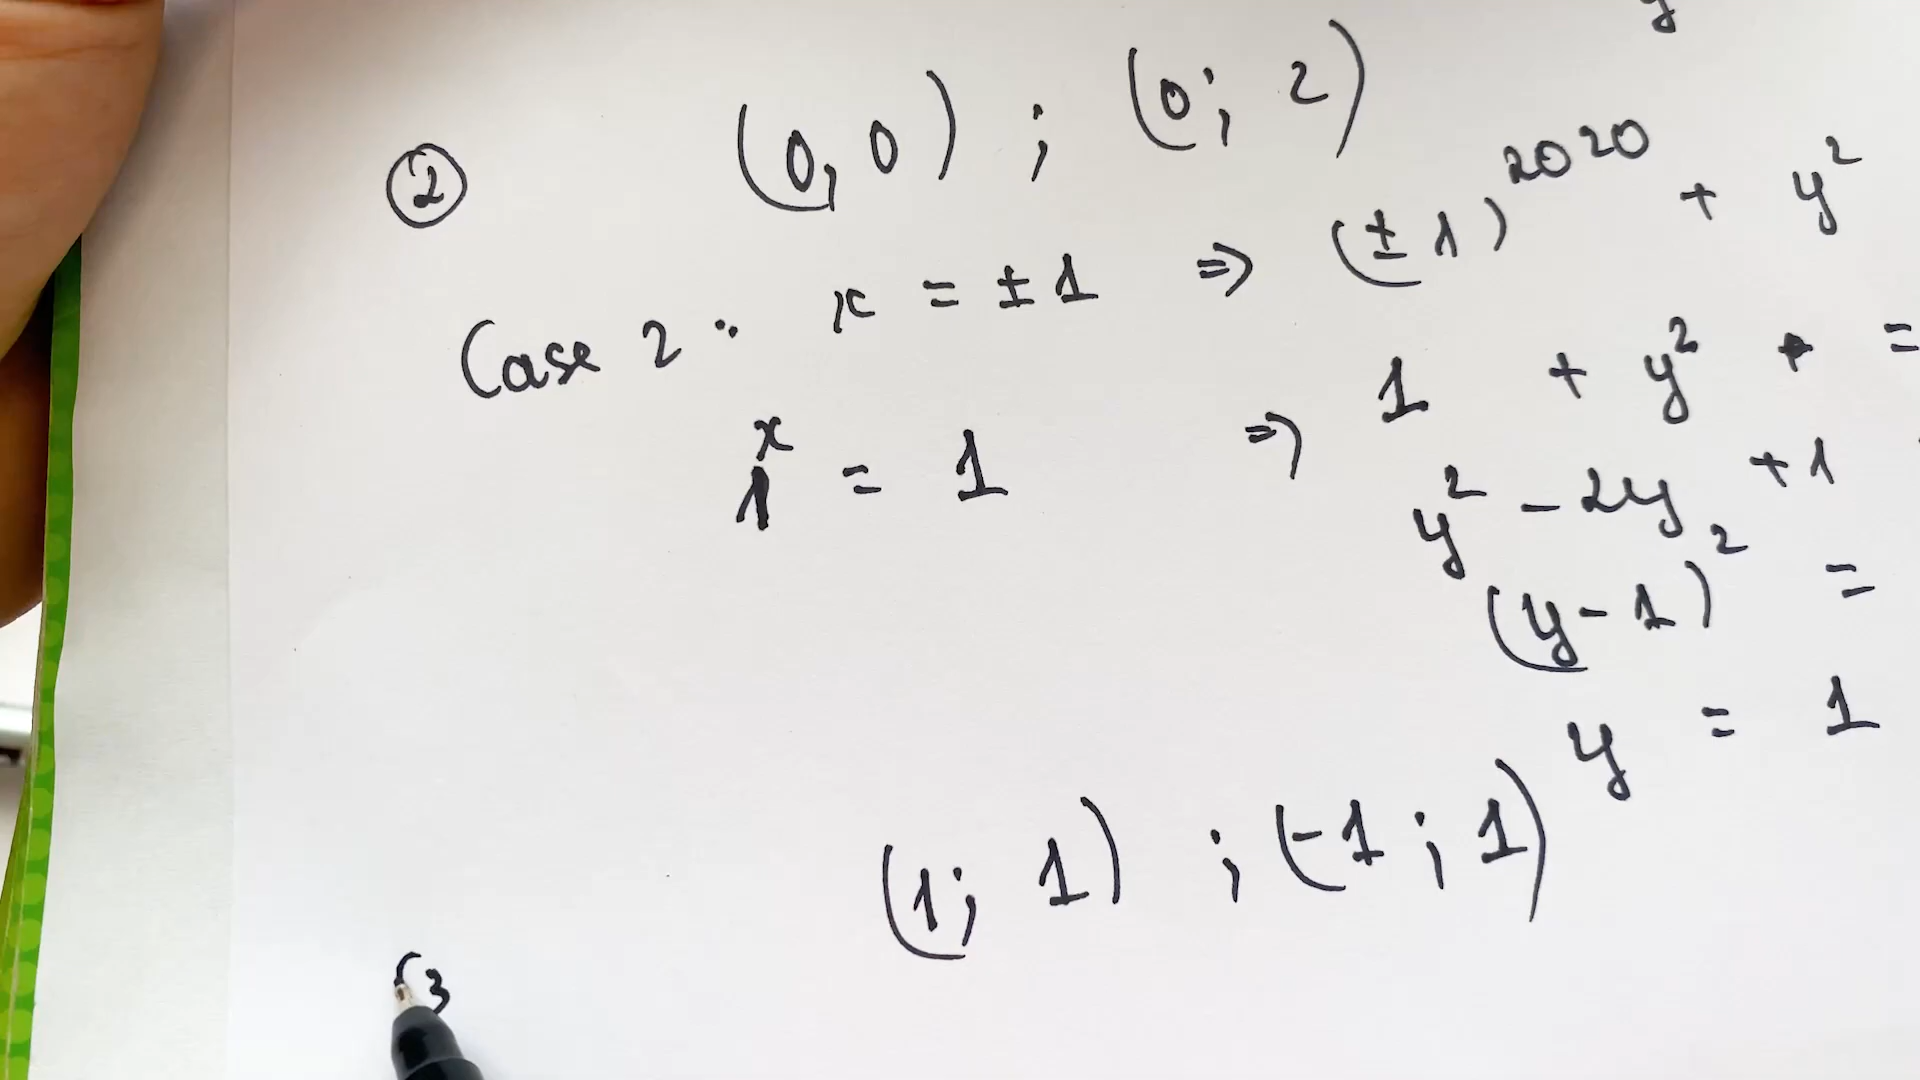 y
(0, 0) ; (0; 2)
②
Case 2: x = ±1 ⇒ (±1)^2020 + y²
1^x = 1 ⇒ 1 + y² =
y² - 2y + 1
(y-1)² =
y = 1
(1; 1) ; (-1; 1)
3